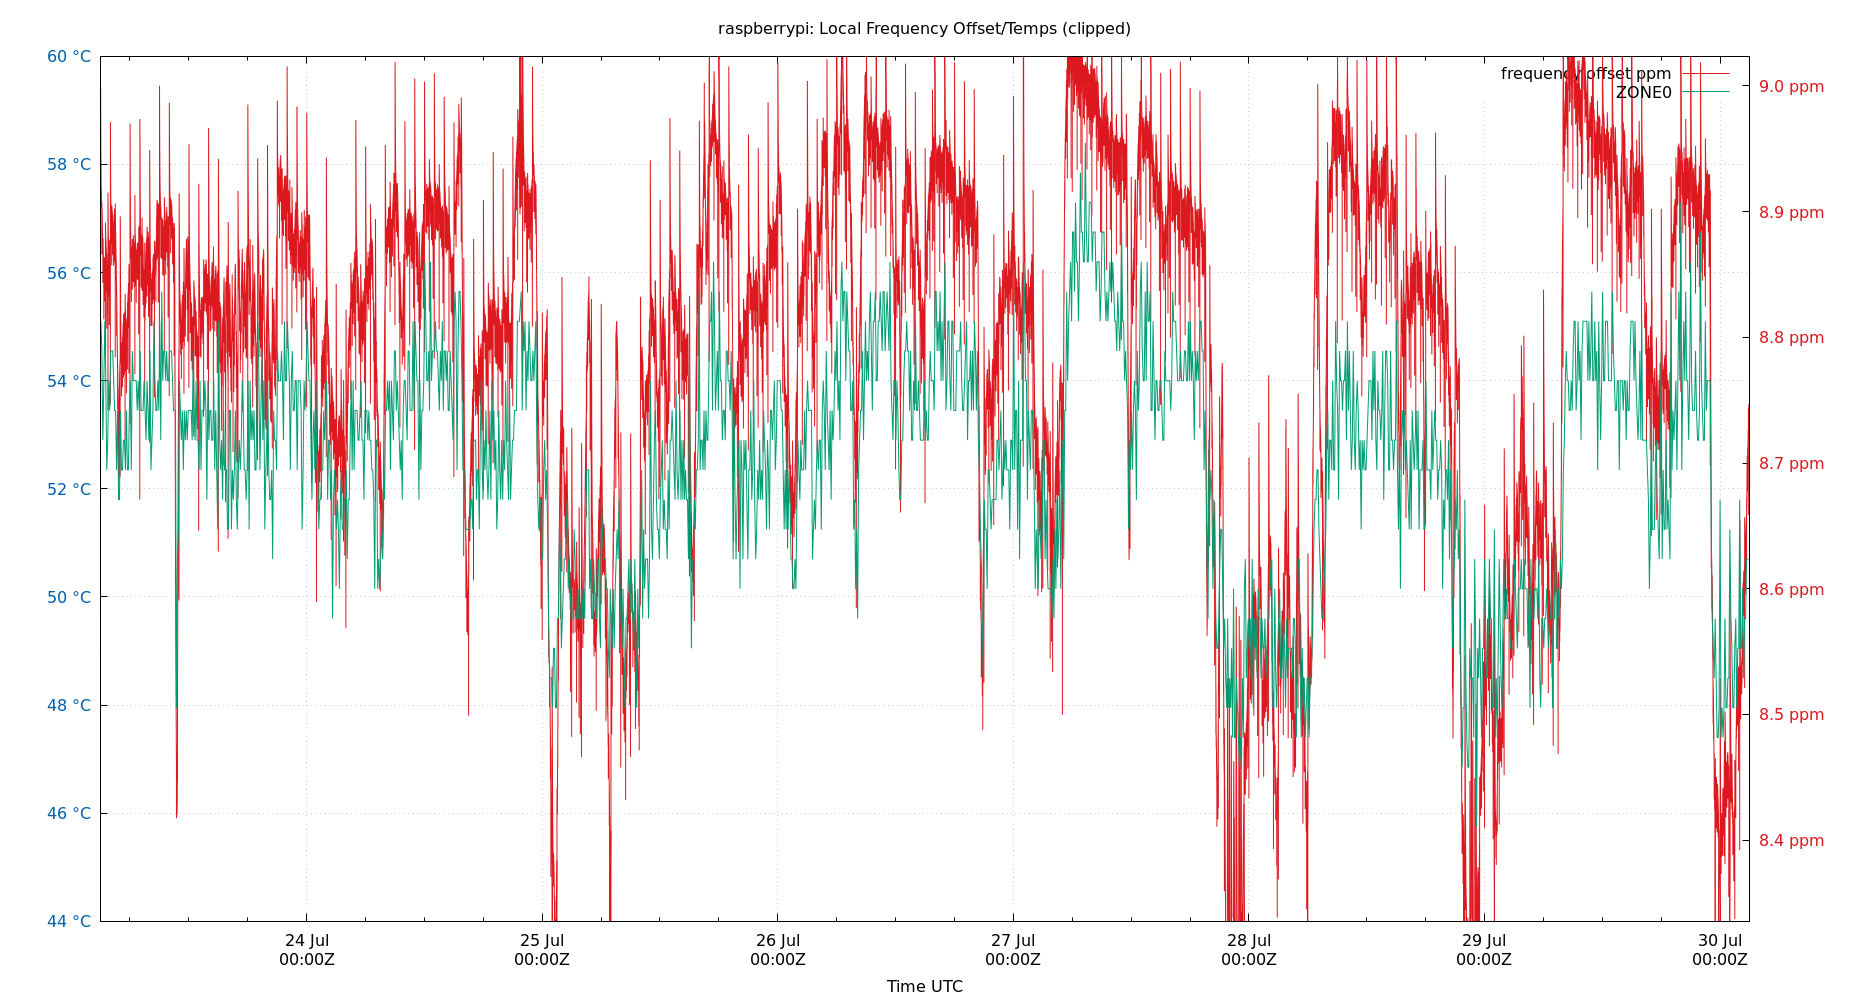 raspberrypi: Local Frequency Offset/Temps (clipped)
60 °C
58 °C
56 °C
54 °C
52 °C
50 °C
48 °C
46 °C
44 °C
frequency offset ppm
ZONE0
9.0 ppm
8.9 ppm
8.8 ppm
8.7 ppm
8.6 ppm
8.5 ppm
8.4 ppm
24 Jul
00:00Z
25 Jul
00:00Z
26 Jul
00:00Z
27 Jul
00:00Z
28 Jul
00:00Z
29 Jul
00:00Z
30 Jul
00:00Z
Time UTC